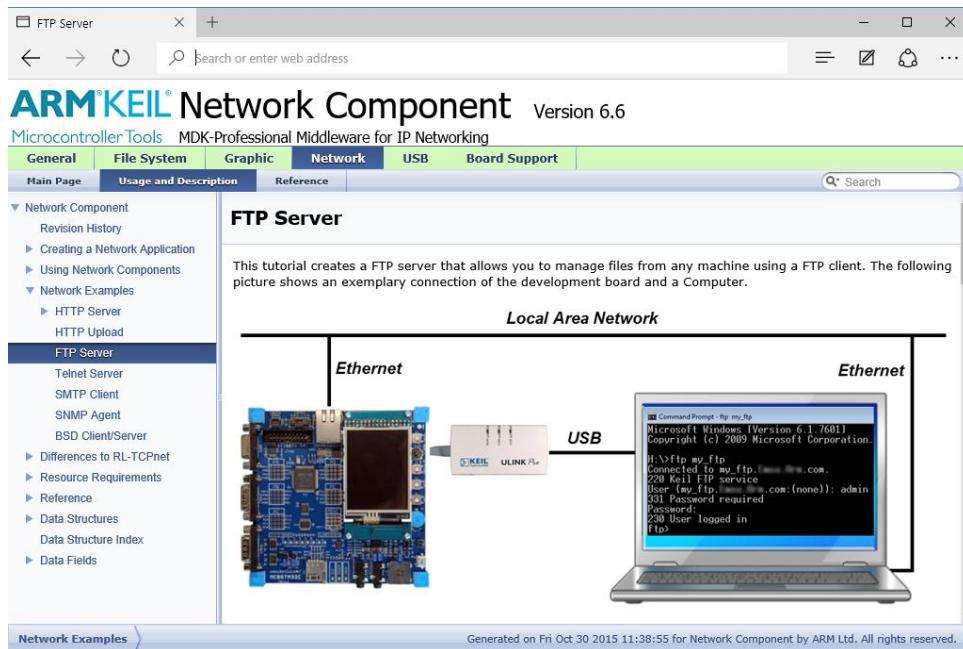 FTP Server
Search or enter web address
ARM®KEIL® Network Component Version 6.6
Microcontroller Tools MDK-Professional Middleware for IP Networking
General File System Graphic Network USB Board Support
Main Page Usage and Description Reference
Search
Network Component
Revision History
Creating a Network Application
Using Network Components
Network Examples
HTTP Server
HTTP Upload
FTP Server
Telnet Server
SMTP Client
SNMP Agent
BSD Client/Server
Differences to RL-TCPnet
Resource Requirements
Reference
Data Structures
Data Structure Index
Data Fields
FTP Server
This tutorial creates a FTP server that allows you to manage files from any machine using a FTP client. The following
picture shows an exemplary connection of the development board and a Computer.
Local Area Network
Ethernet
Ethernet
USB
KEIL ULINK Pro
Command Prompt - ftp my_ftp
Microsoft Windows [Version 6.1.7601]
Copyright (c) 2009 Microsoft Corporation.
H:\>ftp my_ftp
Connected to my_ftp. .com.
220 Keil FTP service
User (my_ftp. .com:(none)): admin
331 Password required
Password:
230 User logged in
ftp>
Network Examples
Generated on Fri Oct 30 2015 11:38:55 for Network Component by ARM Ltd. All rights reserved.